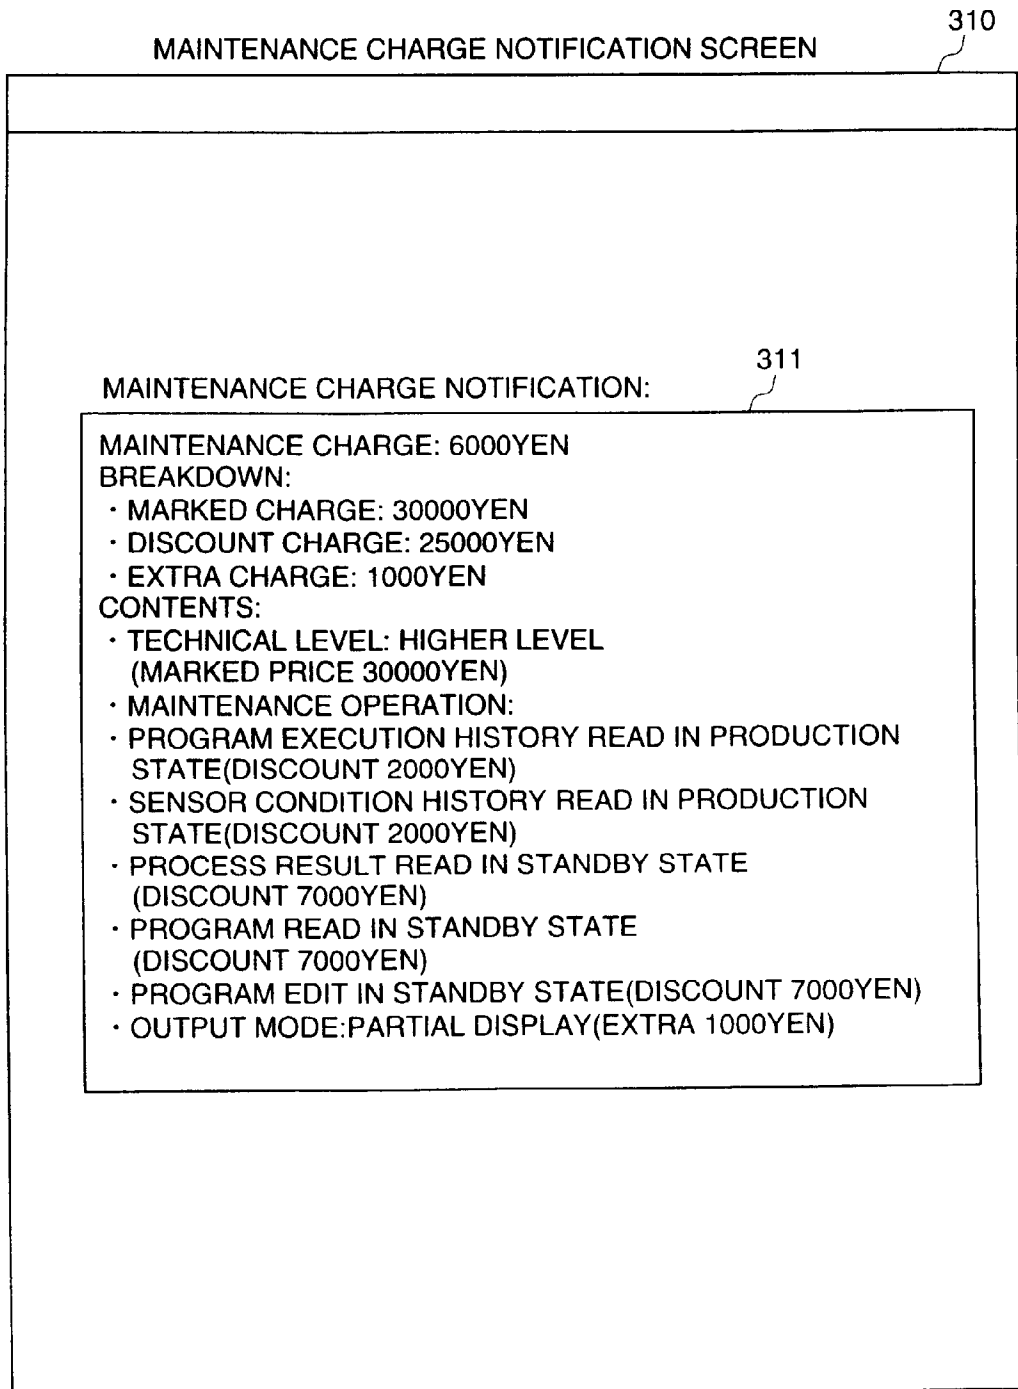 310
MAINTENANCE CHARGE NOTIFICATION SCREEN
311
MAINTENANCE CHARGE NOTIFICATION:
MAINTENANCE CHARGE: 6000YEN
BREAKDOWN:
・MARKED CHARGE: 30000YEN
・DISCOUNT CHARGE: 25000YEN
・EXTRA CHARGE: 1000YEN
CONTENTS:
・TECHNICAL LEVEL: HIGHER LEVEL
(MARKED PRICE 30000YEN)
・MAINTENANCE OPERATION:
・PROGRAM EXECUTION HISTORY READ IN PRODUCTION
STATE(DISCOUNT 2000YEN)
・SENSOR CONDITION HISTORY READ IN PRODUCTION
STATE(DISCOUNT 2000YEN)
・PROCESS RESULT READ IN STANDBY STATE
(DISCOUNT 7000YEN)
・PROGRAM READ IN STANDBY STATE
(DISCOUNT 7000YEN)
・PROGRAM EDIT IN STANDBY STATE(DISCOUNT 7000YEN)
・OUTPUT MODE:PARTIAL DISPLAY(EXTRA 1000YEN)